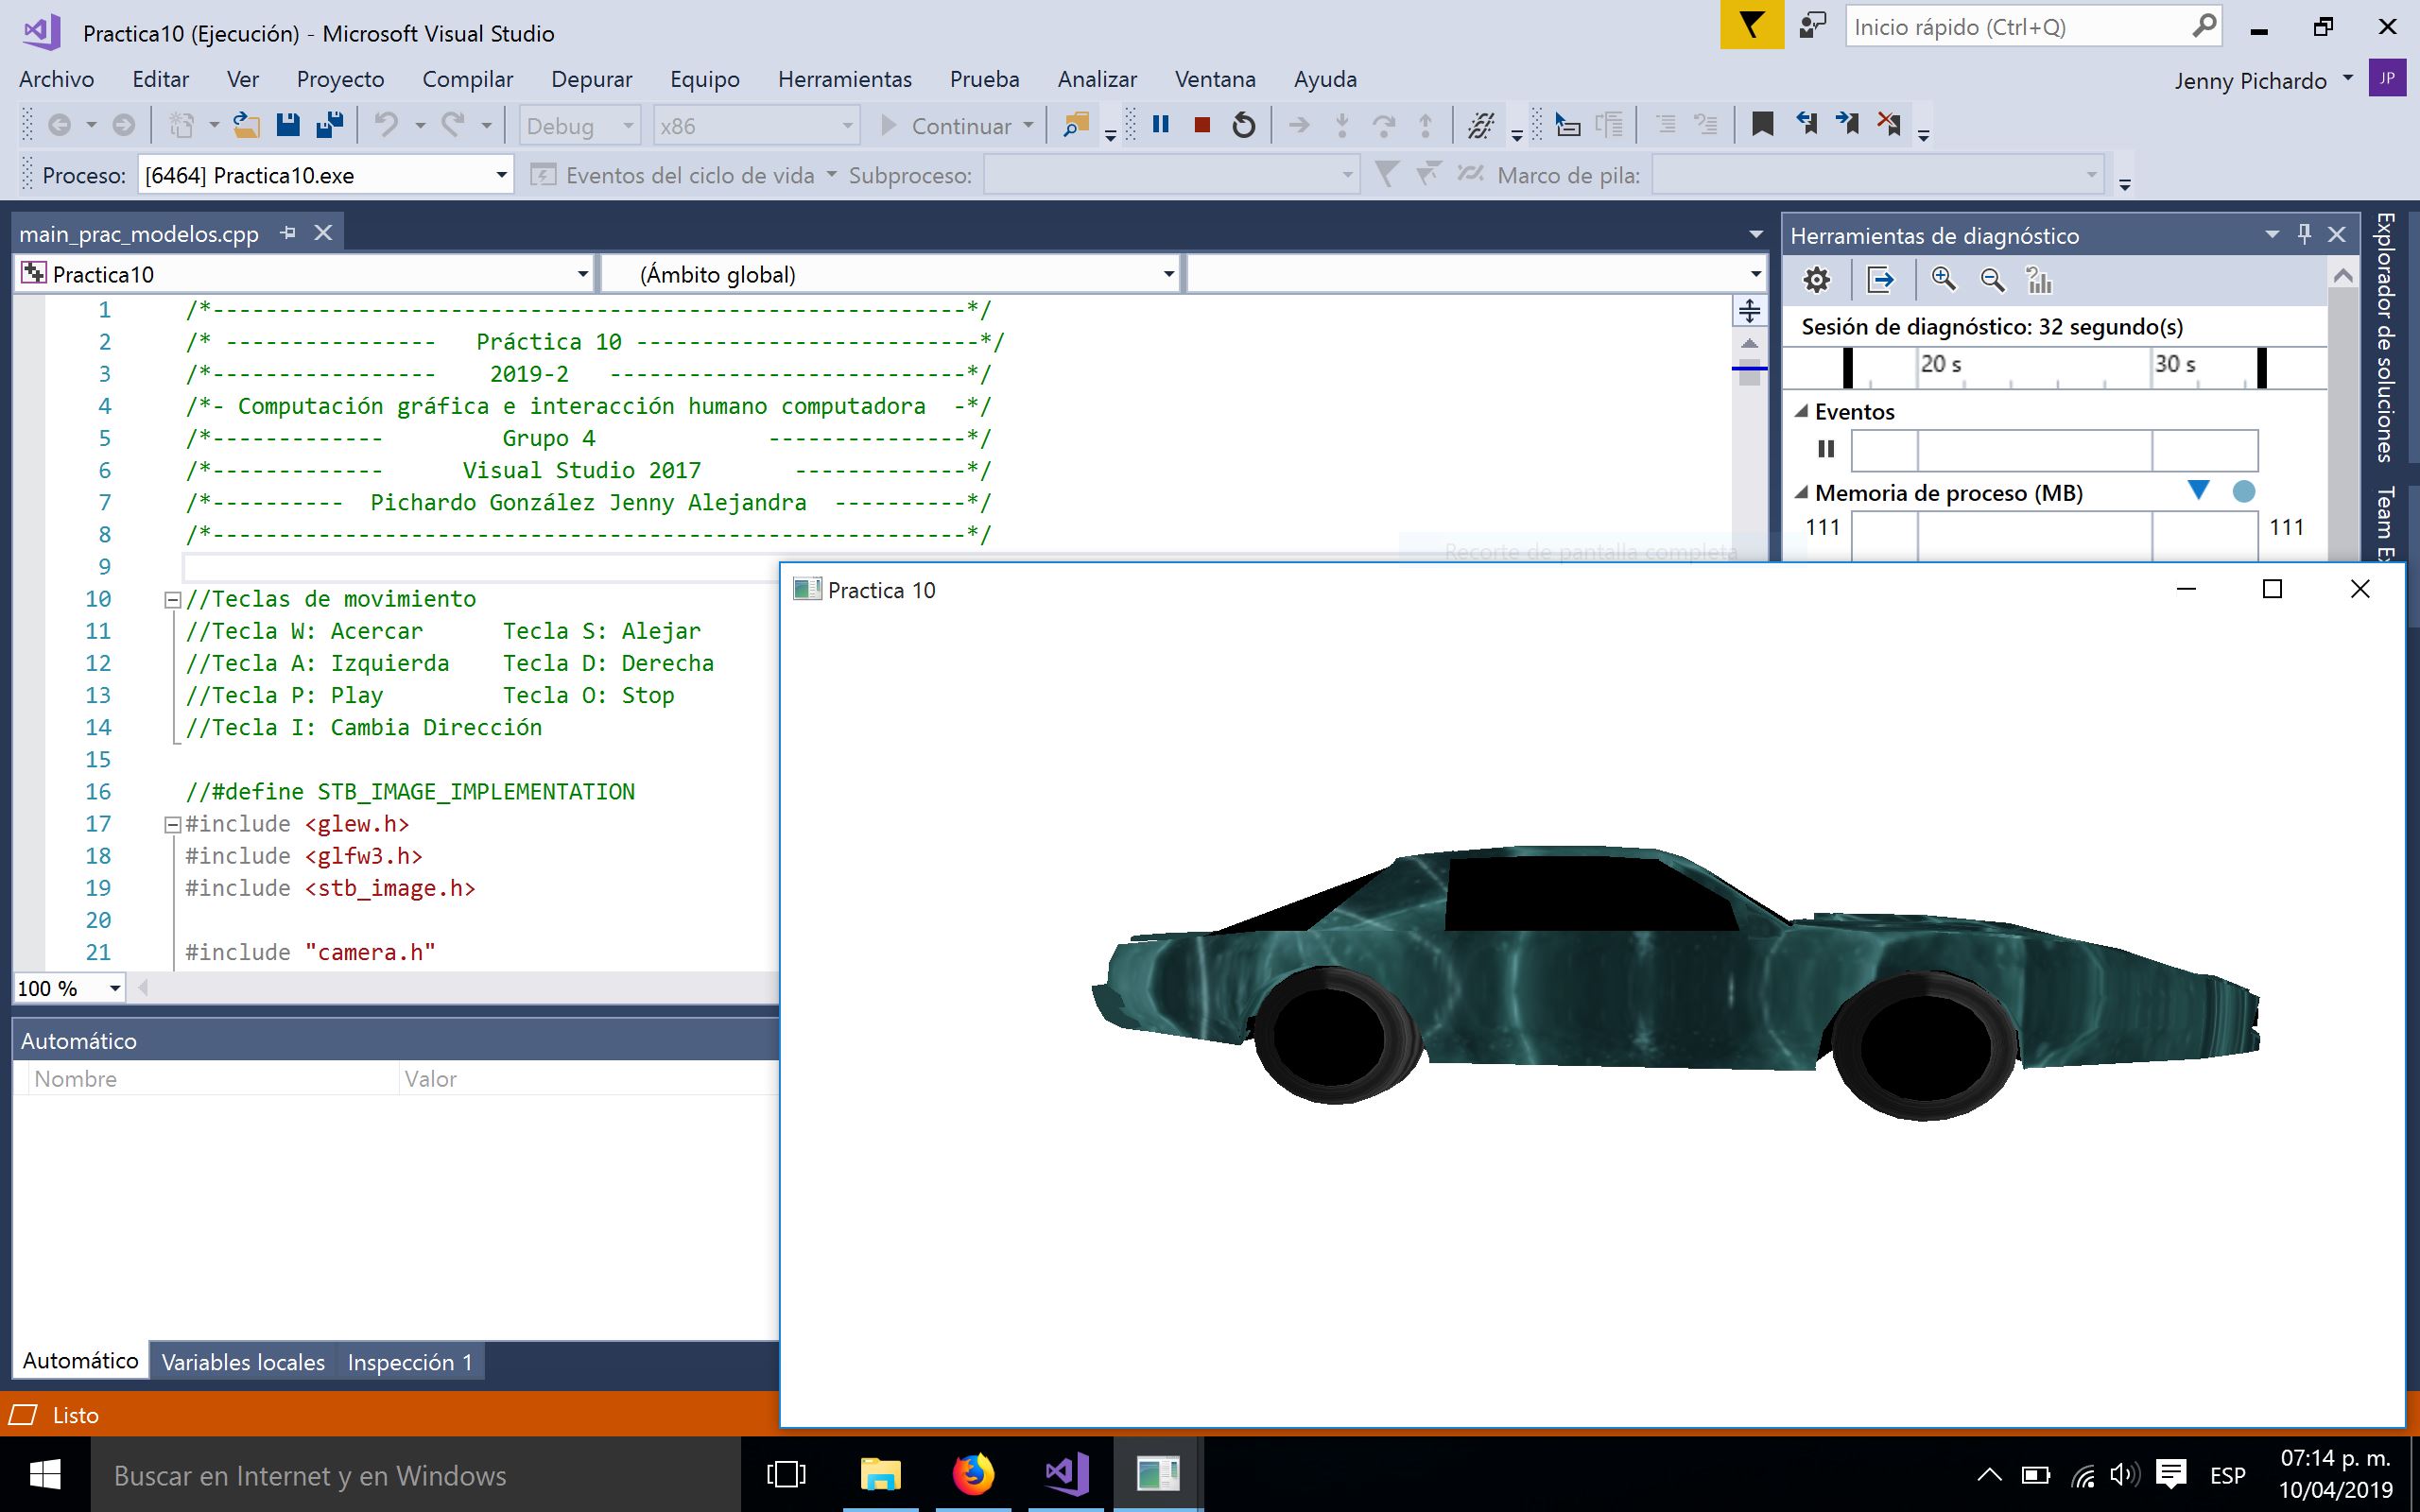 Practica10 (Ejecución) - Microsoft Visual Studio
Inicio rápido (Ctrl+Q)
Archivo Editar Ver Proyecto Compilar Depurar Equipo Herramientas Prueba Analizar Ventana Ayuda
Jenny Pichardo JP
Debug x86 Continuar
Proceso: [6464] Practica10.exe Eventos del ciclo de vida Subproceso: Marco de pila:
main_prac_modelos.cpp
Practica10 (Ámbito global)
1 /*---------------------------------------------------------*/
2 /* ---------------- Práctica 10 --------------------------*/
3 /*----------------- 2019-2 ---------------------------*/
4 /*- Computación gráfica e interacción humano computadora -*/
5 /*------------- Grupo 4 ---------------*/
6 /*------------- Visual Studio 2017 -------------*/
7 /*---------- Pichardo González Jenny Alejandra ----------*/
8 /*---------------------------------------------------------*/
9
10 //Teclas de movimiento
11 //Tecla W: Acercar Tecla S: Alejar
12 //Tecla A: Izquierda Tecla D: Derecha
13 //Tecla P: Play Tecla O: Stop
14 //Tecla I: Cambia Dirección
15
16 //#define STB_IMAGE_IMPLEMENTATION
17 #include <glew.h>
18 #include <glfw3.h>
19 #include <stb_image.h>
20
21 #include "camera.h"
100 %
Herramientas de diagnóstico
Sesión de diagnóstico: 32 segundo(s)
20 s 30 s
Eventos
Memoria de proceso (MB)
111 111
Explorador de soluciones
Team Ex
Recorte de pantalla completa
Practica 10
Automático
Nombre Valor
Automático Variables locales Inspección 1
Listo
Buscar en Internet y en Windows
ESP
07:14 p. m.
10/04/2019